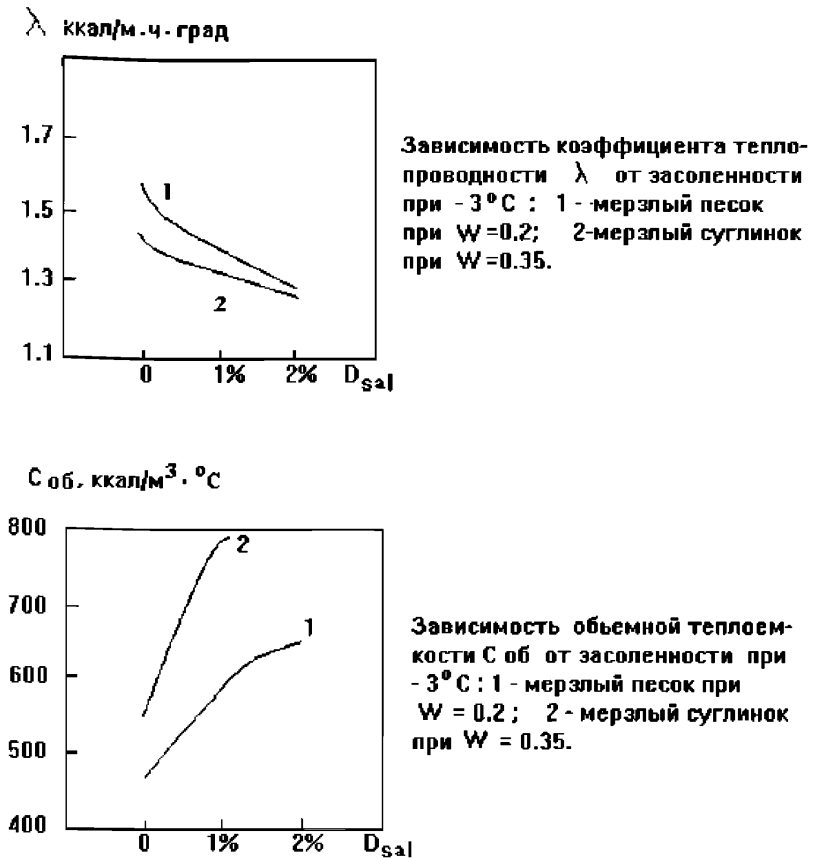 λ ккал/м·ч·град
1.7
1.5
1.3
1.1
1
2
0 1% 2% Dsal
Зависимость коэффициента тепло-
проводности λ от засоленности
при - 3°С : 1 - мерзлый песок
при W =0.2; 2-мерзлый суглинок
при W =0.35.
С об, ккал/м³ · °С
800
700
600
500
400
2
1
0 1% 2% Dsal
Зависимость обьемной теплоем-
кости С об от засоленности при
- 3°С : 1 - мерзлый песок при
W = 0.2 ; 2 - мерзлый суглинок
при W = 0.35.